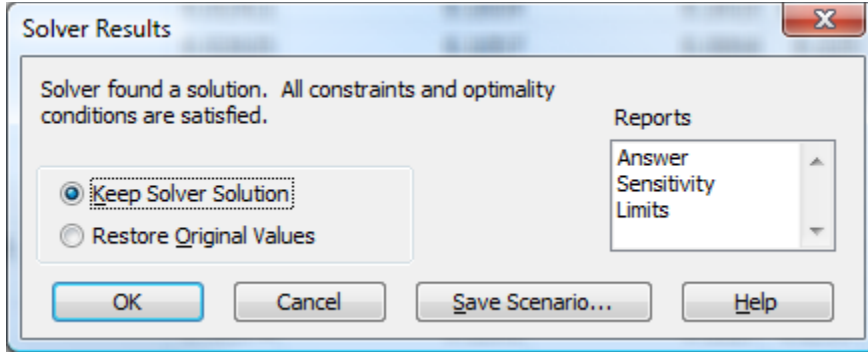 Solver Results
Solver found a solution.  All constraints and optimality
conditions are satisfied.
Reports
Answer
Sensitivity
Limits
Keep Solver Solution
Restore Original Values
OK
Cancel
Save Scenario...
Help